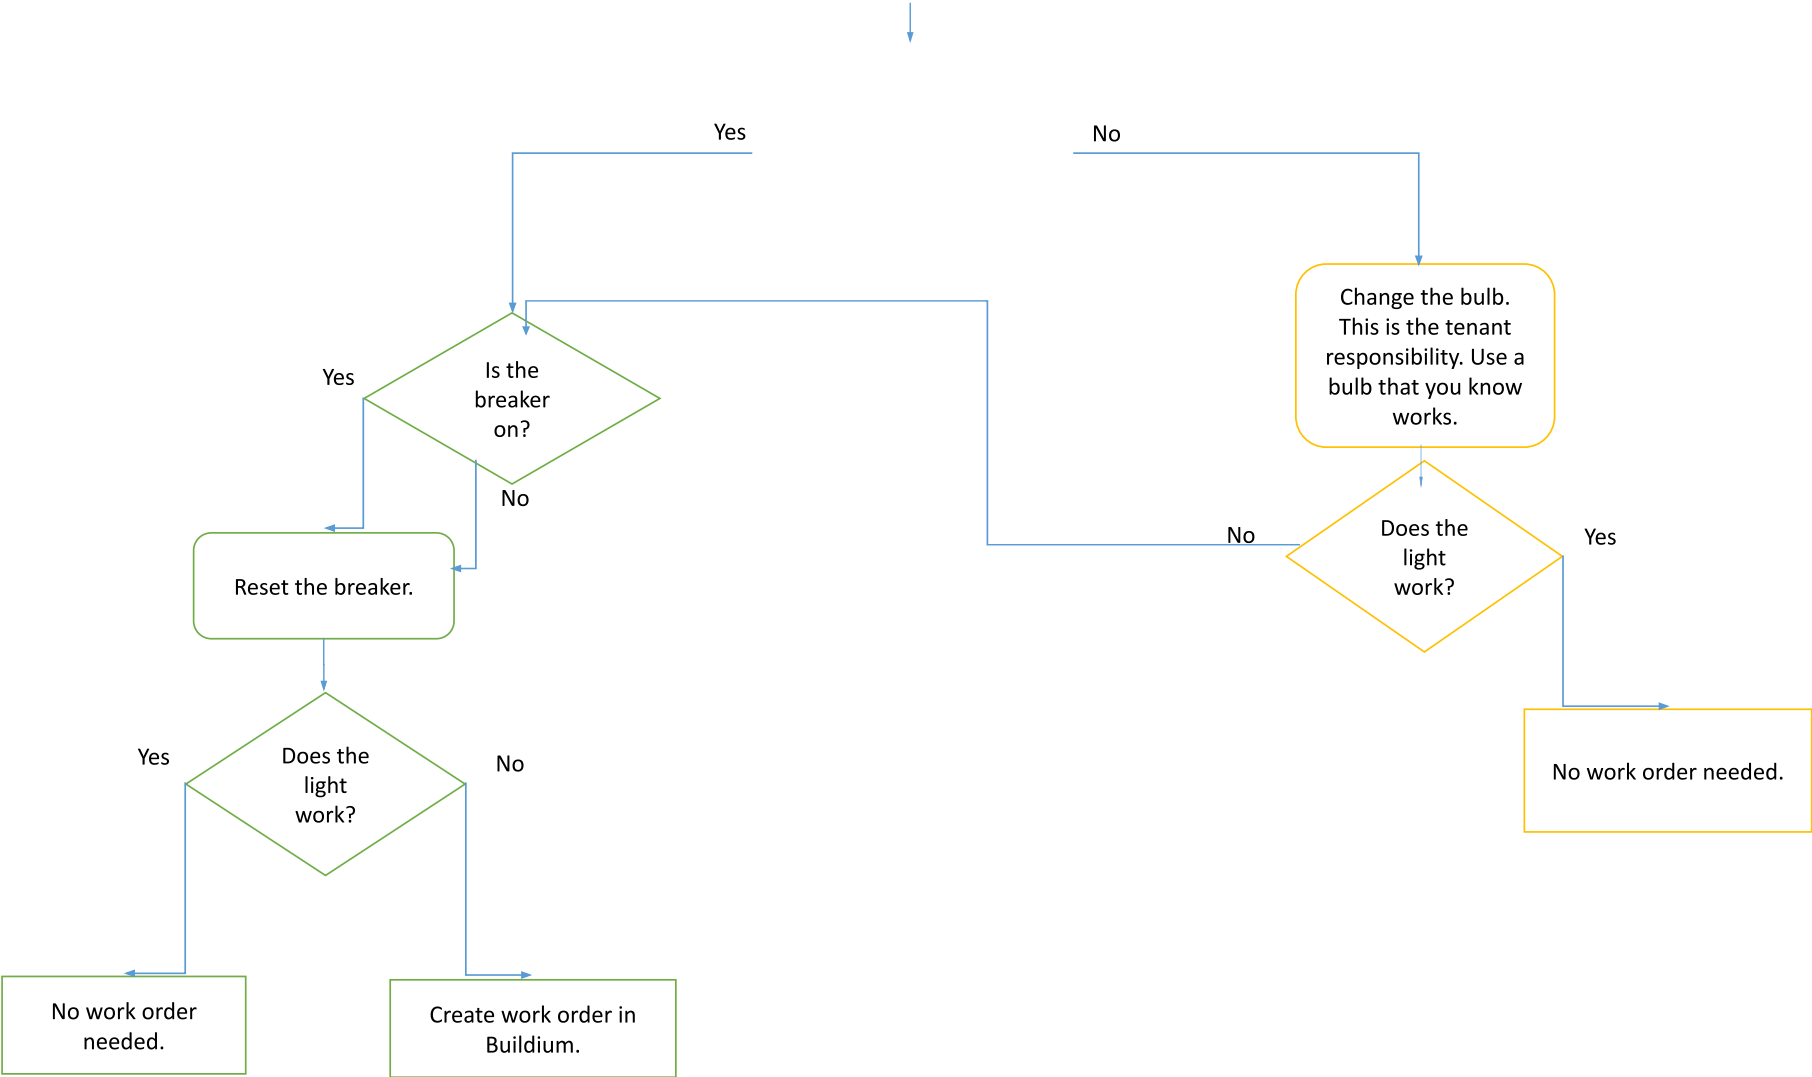 Yes
No
Change the bulb.
This is the tenant
responsibility. Use a
bulb that you know
works.
Is the
breaker
on?
Yes
No
Does the
light
work?
No
Yes
Reset the breaker.
Does the
light
work?
Yes
No
No work order needed.
No work order
needed.
Create work order in
Buildium.